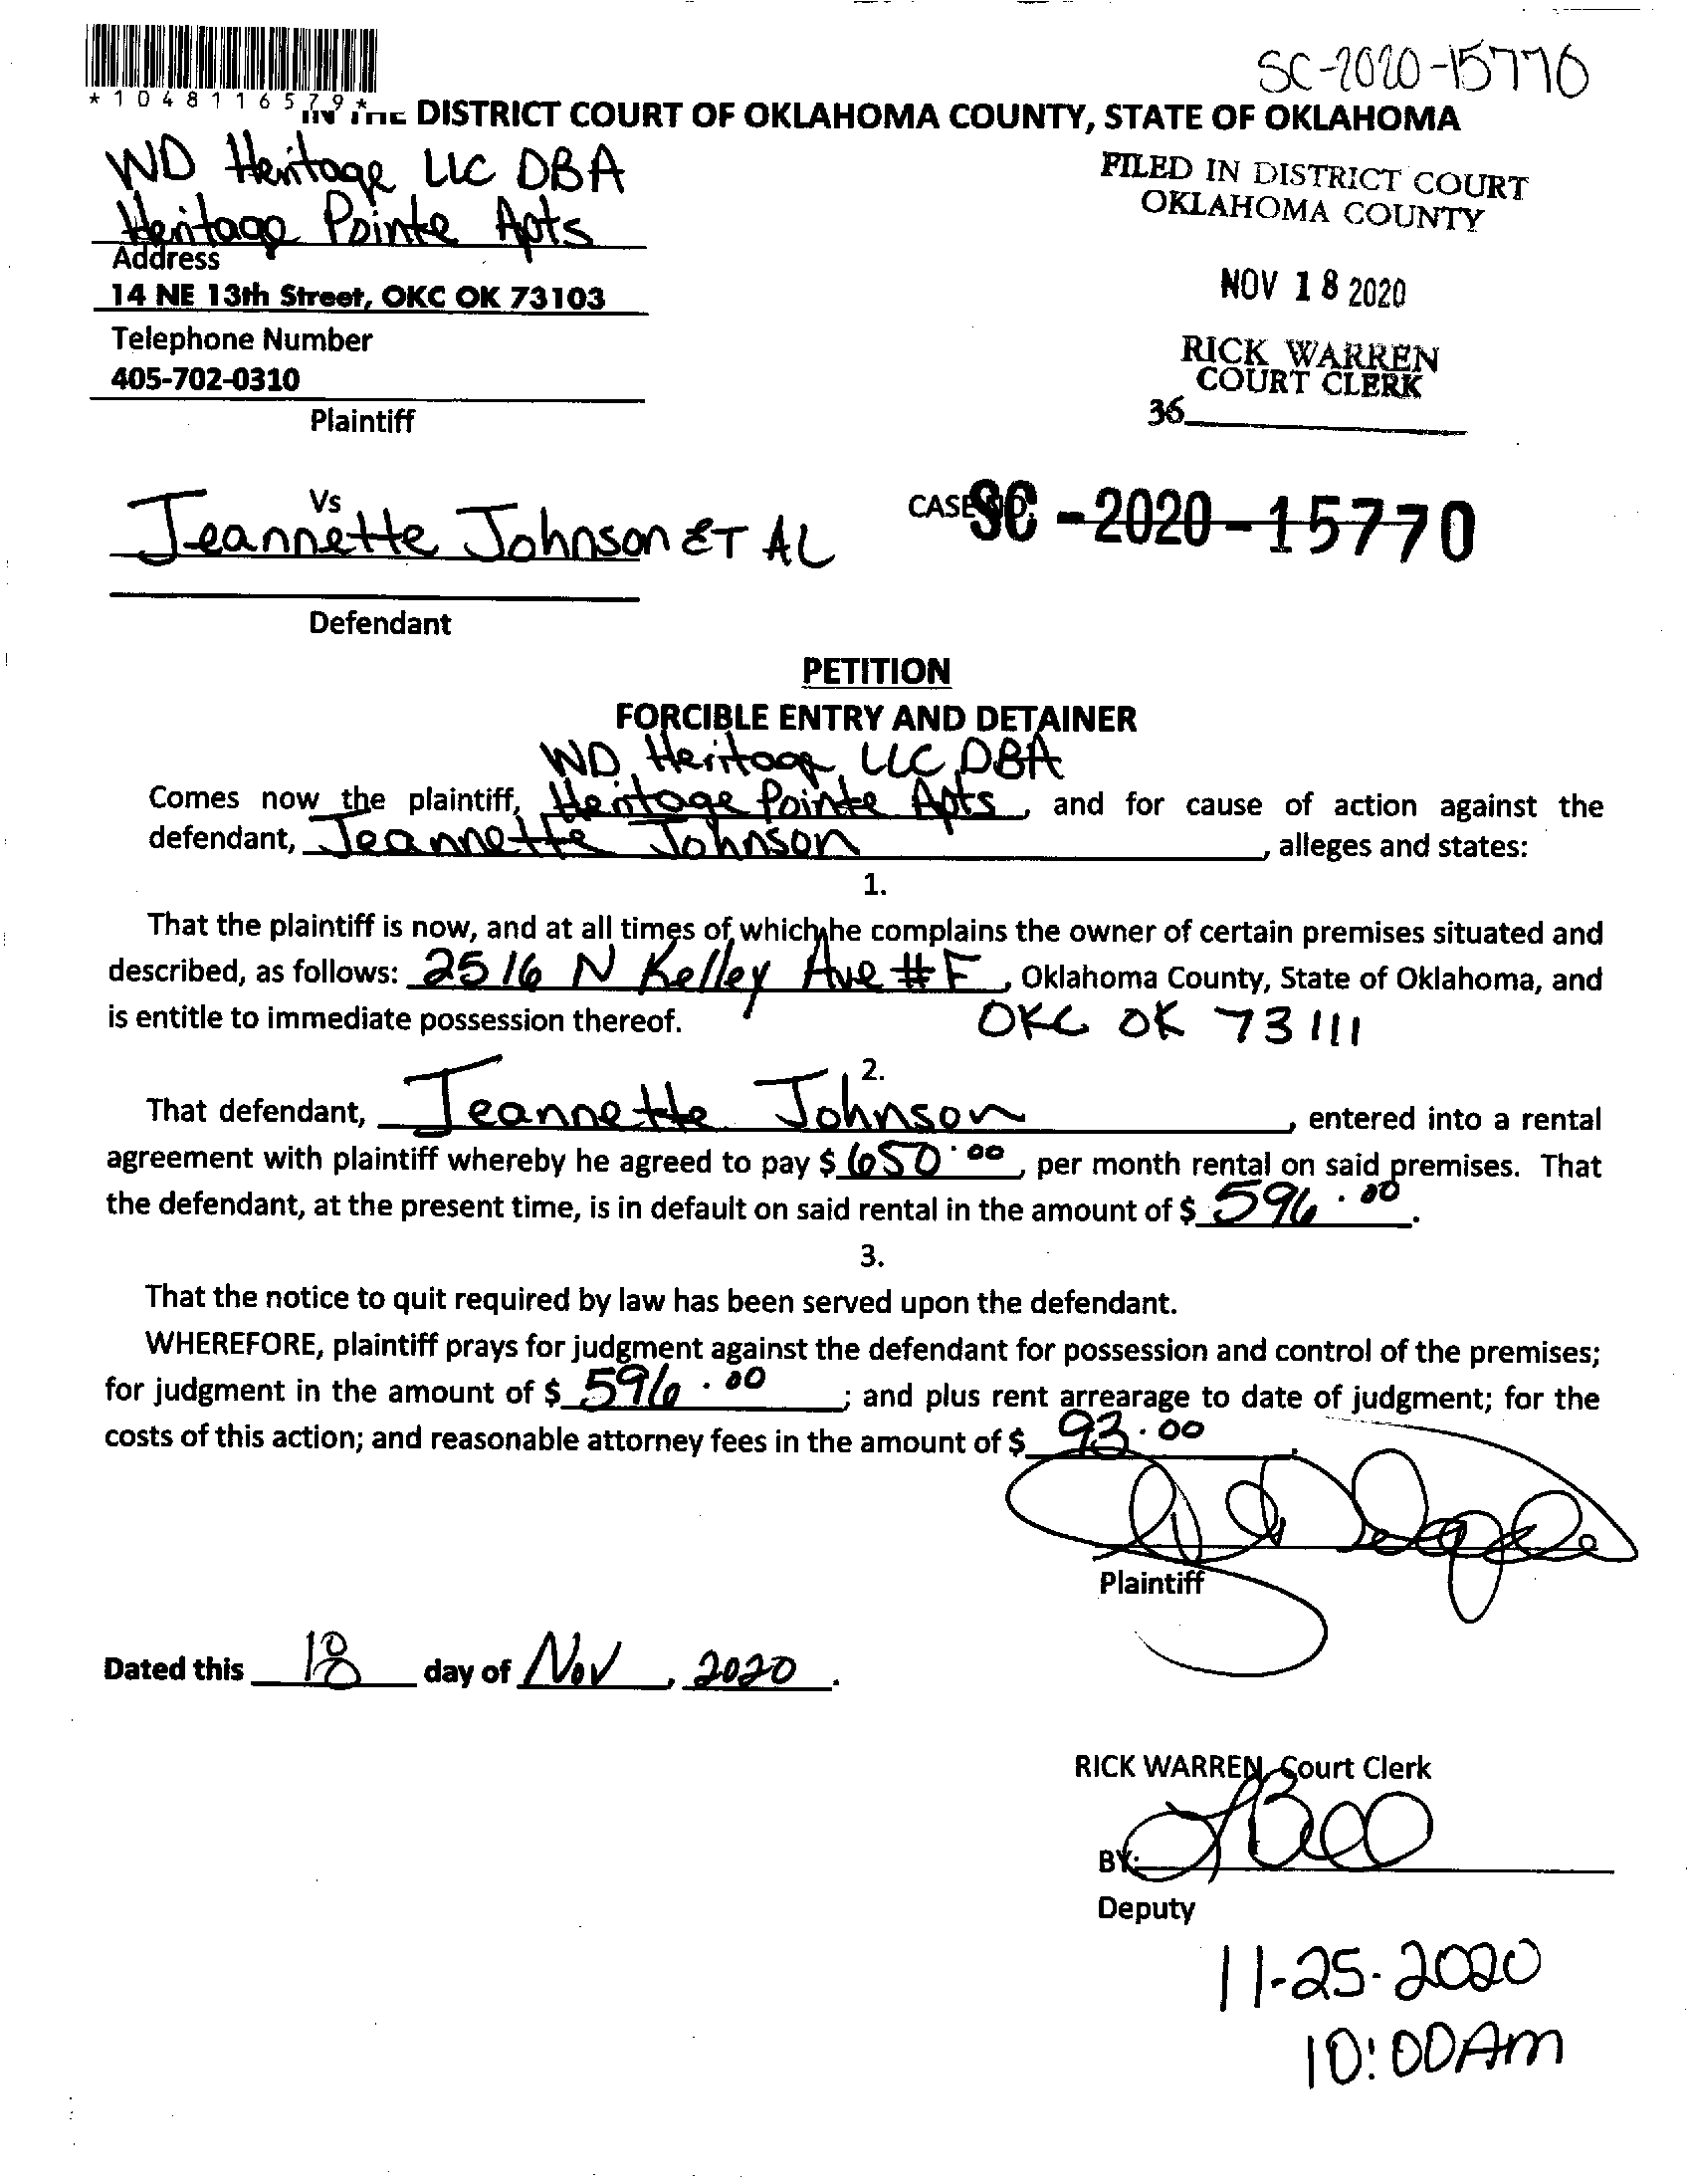 SC-2020-15770
*1048116579*
IN THE DISTRICT COURT OF OKLAHOMA COUNTY, STATE OF OKLAHOMA
WD Heritage LLC DBA
Heritage Pointe Apts
Address
14 NE 13th Street, OKC OK 73103
Telephone Number
405-702-0310
Plaintiff
FILED IN DISTRICT COURT
OKLAHOMA COUNTY
NOV 18 2020
RICK WARREN
COURT CLERK
36
Vs
Jeannette Johnson ET AL
Defendant
CASE NO. SC-2020-15770
PETITION
FORCIBLE ENTRY AND DETAINER
WD Heritage LLC DBA
Comes now the plaintiff, Heritage Pointe Apts, and for cause of action against the
defendant, Jeannette Johnson, alleges and states:
1.
That the plaintiff is now, and at all times of which he complains the owner of certain premises situated and
described, as follows: 2516 N Kelley Ave # F, Oklahoma County, State of Oklahoma, and
is entitle to immediate possession thereof. OKC OK 73111
2.
That defendant, Jeannette Johnson, entered into a rental
agreement with plaintiff whereby he agreed to pay $ 650.00, per month rental on said premises. That
the defendant, at the present time, is in default on said rental in the amount of $ 596.00.
3.
That the notice to quit required by law has been served upon the defendant.
WHEREFORE, plaintiff prays for judgment against the defendant for possession and control of the premises;
for judgment in the amount of $ 596.00; and plus rent arrearage to date of judgment; for the
costs of this action; and reasonable attorney fees in the amount of $ 93.00.
Plaintiff
Dated this 18 day of Nov, 2020.
RICK WARREN, Court Clerk
BY:
Deputy
11-25-2020
10:00AM